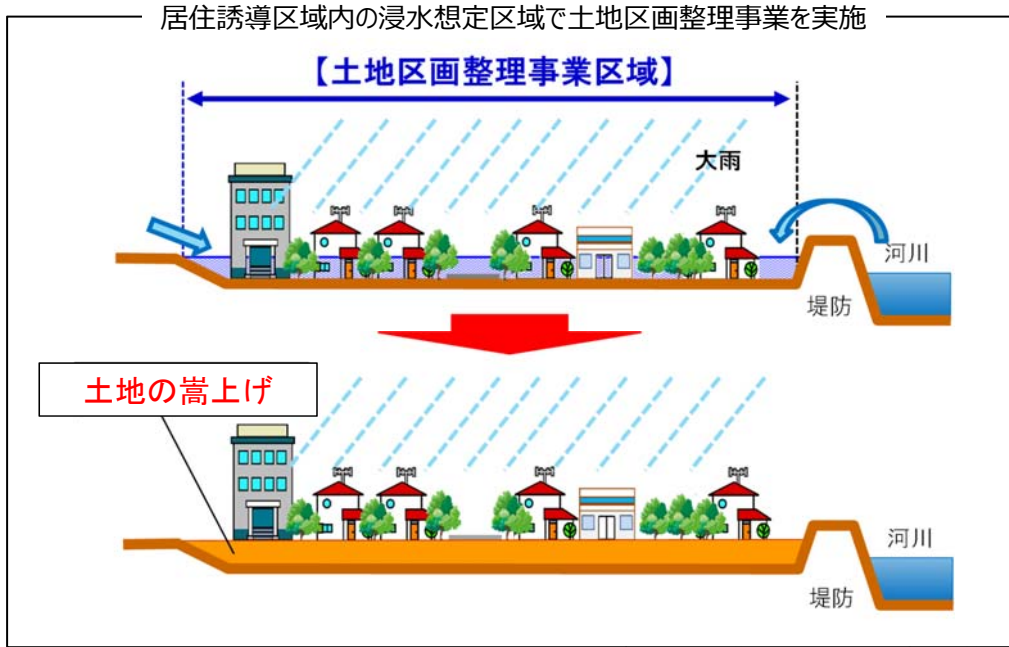 居住誘導区域内の浸水想定区域で土地区画整理事業を実施
【土地区画整理事業区域】
大雨
河川
堤防
土地の嵩上げ
河川
堤防